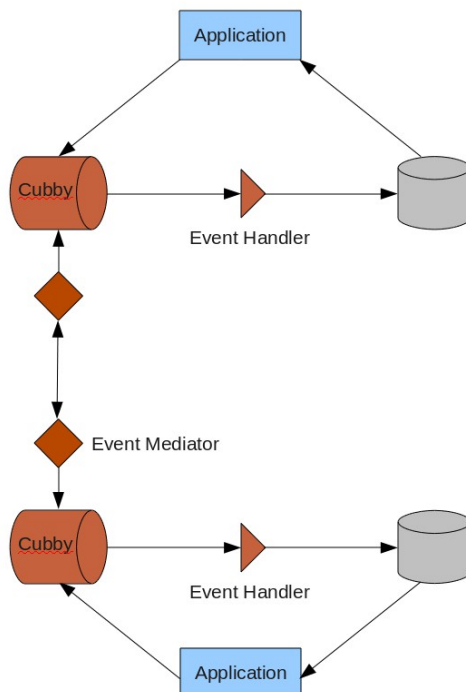 Application
Cubby
Event Handler
Event Mediator
Cubby
Event Handler
Application